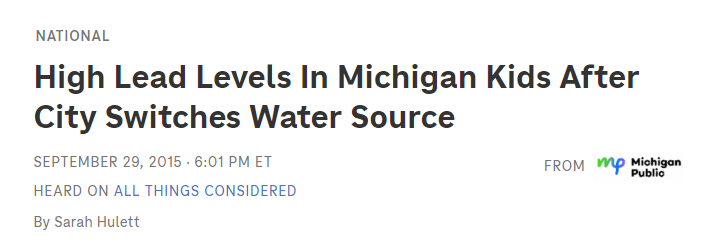 NATIONAL
High Lead Levels In Michigan Kids After
City Switches Water Source
SEPTEMBER 29, 2015 · 6:01 PM ET
FROM mp Michigan Public
HEARD ON ALL THINGS CONSIDERED
By Sarah Hulett